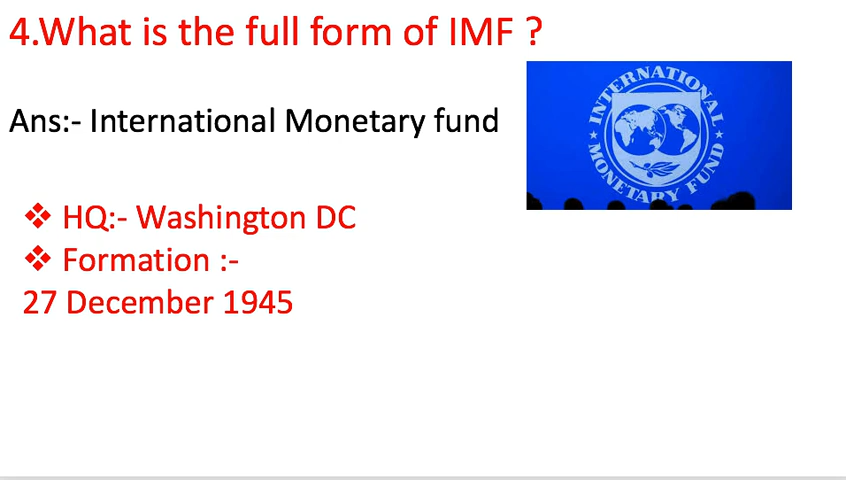 4.What is the full form of IMF ?
Ans:- International Monetary fund
INTERNATIONAL
MONETARY FUND
❖ HQ:- Washington DC
❖ Formation :-
27 December 1945